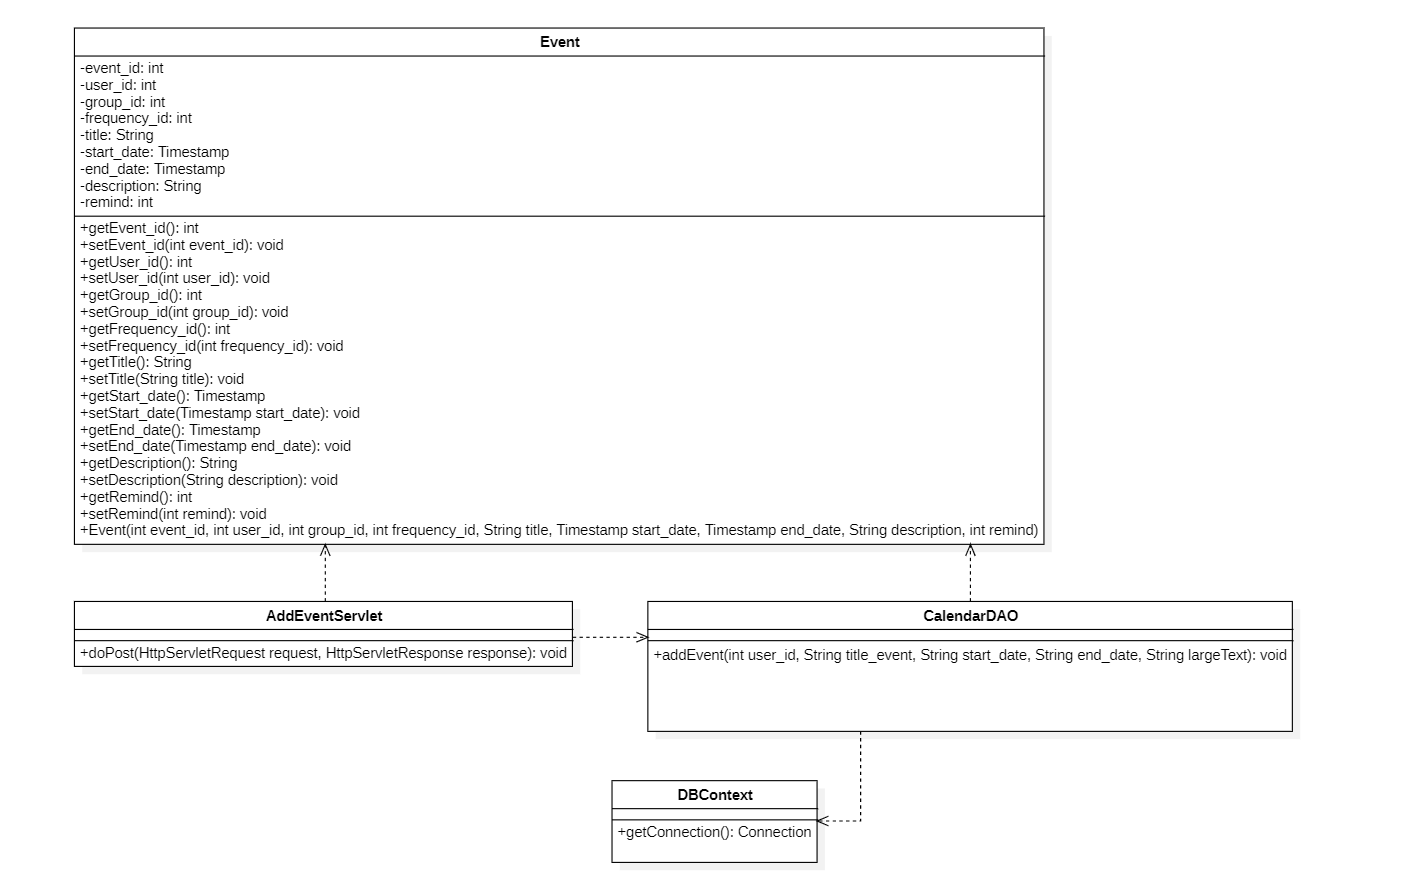 Event
-event_id: int
-user_id: int
-group_id: int
-frequency_id: int
-title: String
-start_date: Timestamp
-end_date: Timestamp
-description: String
-remind: int
+getEvent_id(): int
+setEvent_id(int event_id): void
+getUser_id(): int
+setUser_id(int user_id): void
+getGroup_id(): int
+setGroup_id(int group_id): void
+getFrequency_id(): int
+setFrequency_id(int frequency_id): void
+getTitle(): String
+setTitle(String title): void
+getStart_date(): Timestamp
+setStart_date(Timestamp start_date): void
+getEnd_date(): Timestamp
+setEnd_date(Timestamp end_date): void
+getDescription(): String
+setDescription(String description): void
+getRemind(): int
+setRemind(int remind): void
+Event(int event_id, int user_id, int group_id, int frequency_id, String title, Timestamp start_date, Timestamp end_date, String description, int remind)
AddEventServlet
+doPost(HttpServletRequest request, HttpServletResponse response): void
CalendarDAO
+addEvent(int user_id, String title_event, String start_date, String end_date, String largeText): void
DBContext
+getConnection(): Connection